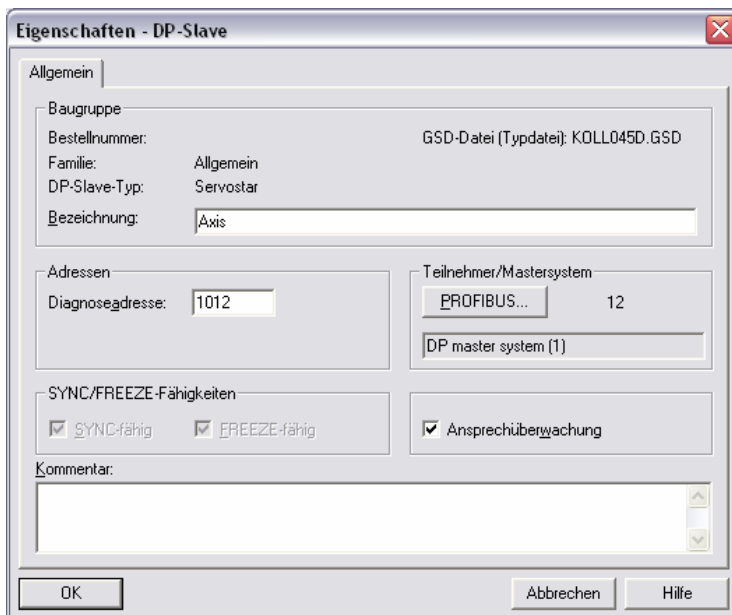 Eigenschaften - DP-Slave
Allgemein
Baugruppe
Bestellnummer:
GSD-Datei (Typdatei): KOLL045D.GSD
Familie: Allgemein
DP-Slave-Typ: Servostar
Bezeichnung: Axis
Adressen
Diagnoseadresse: 1012
Teilnehmer/Mastersystem
PROFIBUS... 12
DP master system (1)
SYNC/FREEZE-Fähigkeiten
SYNC-fähig FREEZE-fähig
Ansprechüberwachung
Kommentar:
OK Abbrechen Hilfe